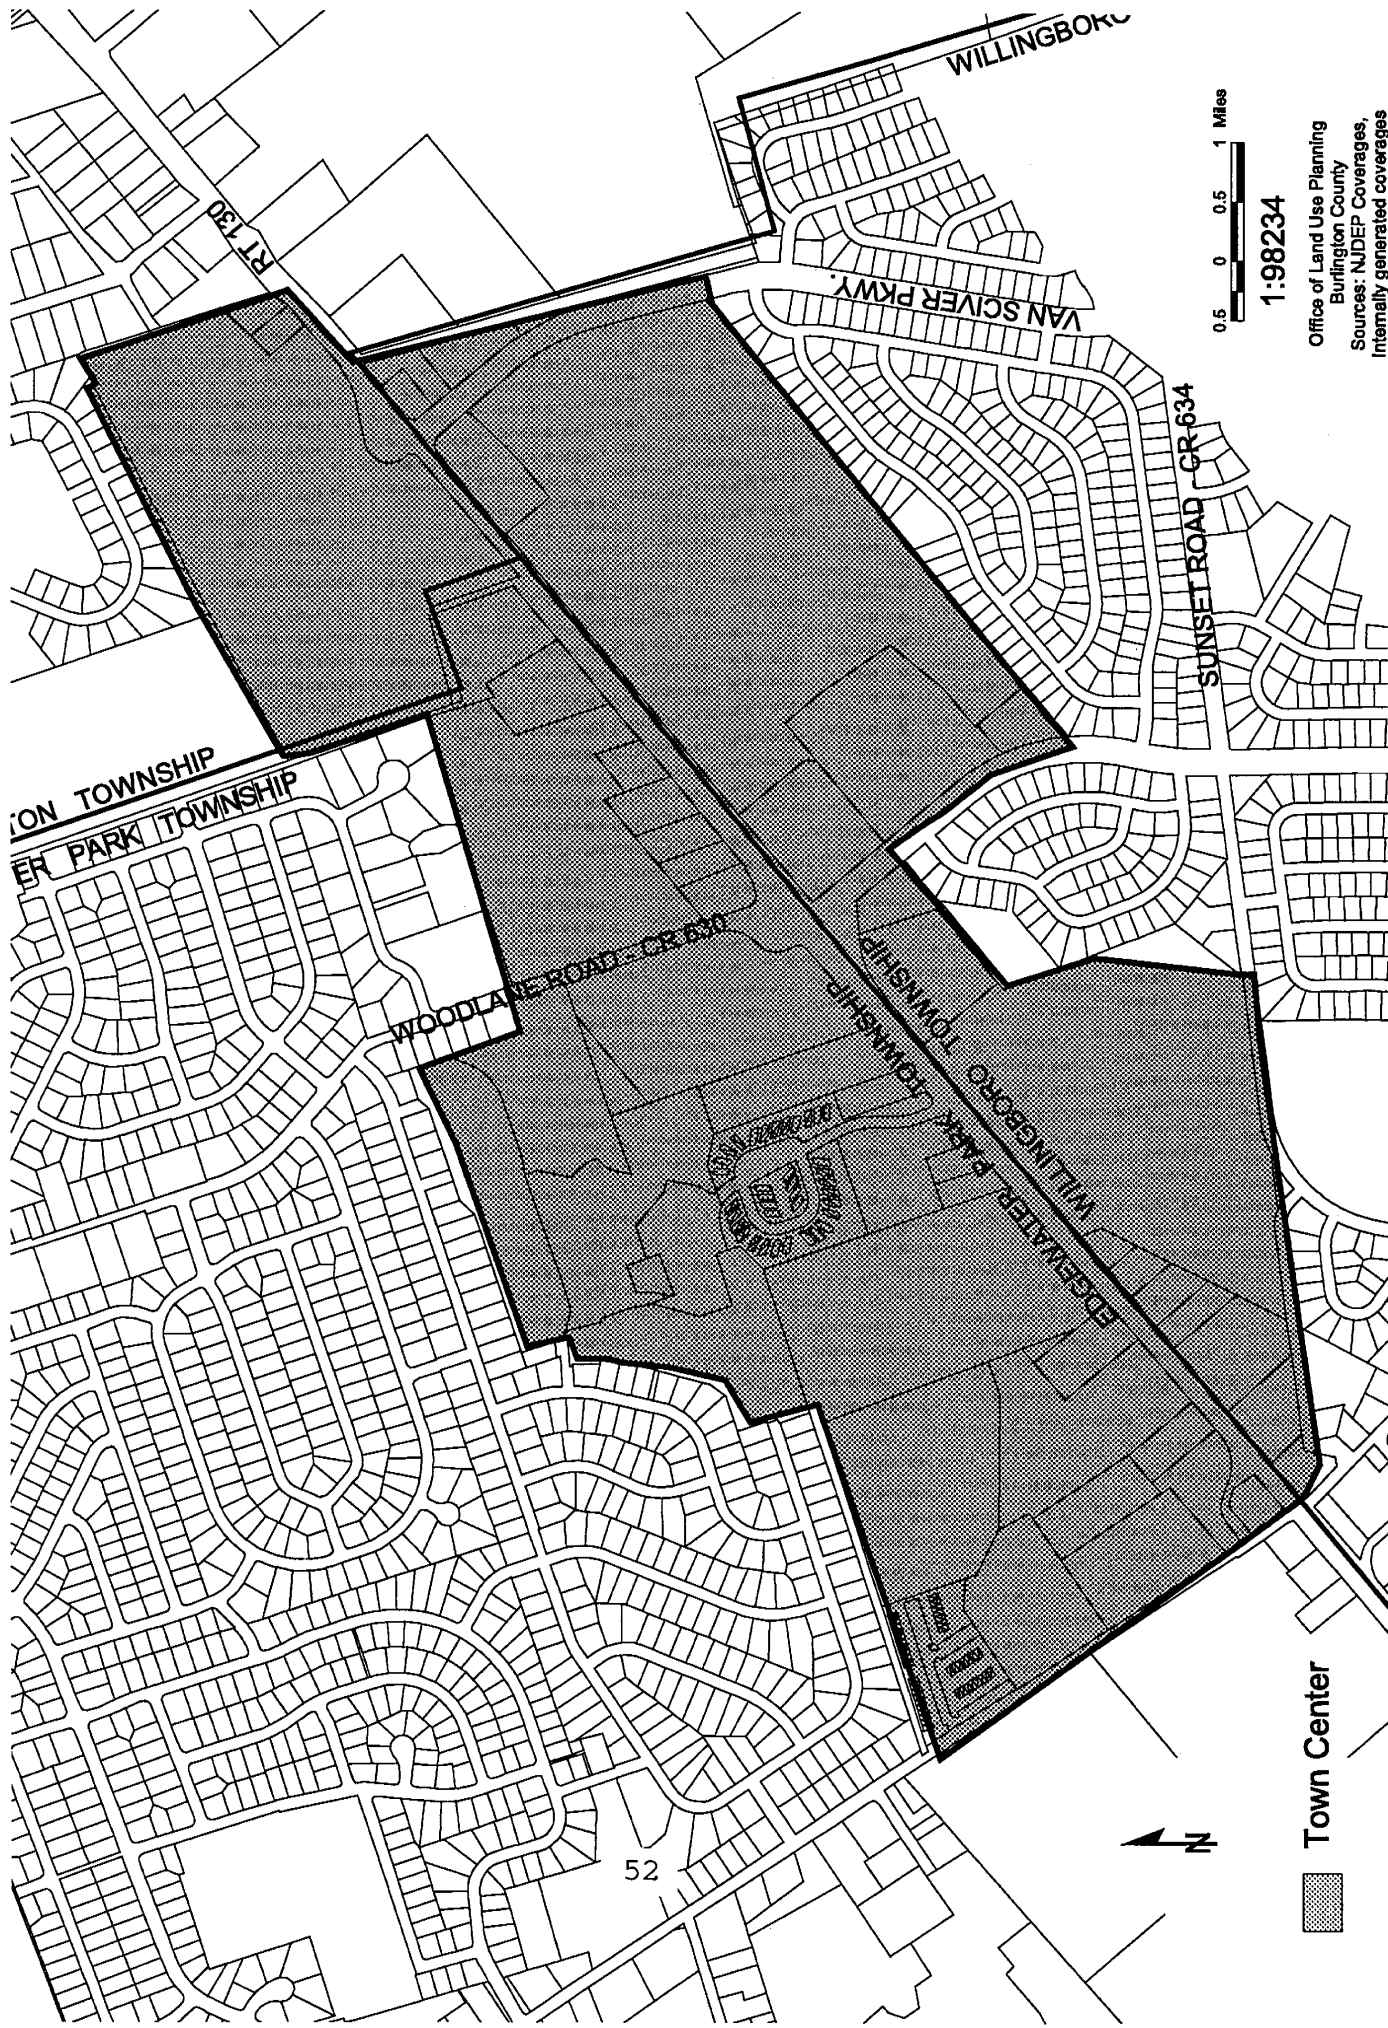 WILLINGBORO
RT 130
TON TOWNSHIP
ER PARK TOWNSHIP
WOODLANE ROAD - CR 630
VAN SCIVER PKWY.
SUNSET ROAD - CR 634
EDGEWATER PARK TOWNSHIP
WILLINGBORO TOWNSHIP
52
N
Town Center
0.5 0 0.5 1 Miles
1:98234
Office of Land Use Planning
Burlington County
Sources: NJDEP Coverages,
Internally generated coverages